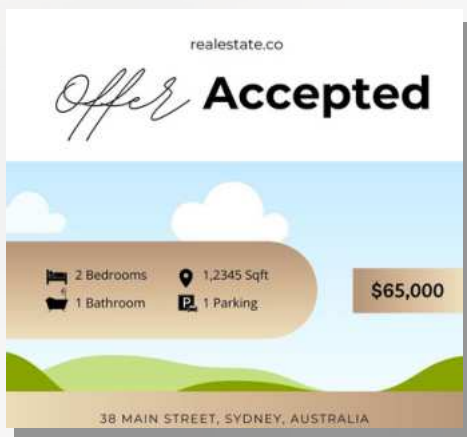 realestate.co
Offer Accepted
2 Bedrooms
1,2345 Sqft
1 Bathroom
P
1 Parking
$65,000
38 MAIN STREET, SYDNEY, AUSTRALIA